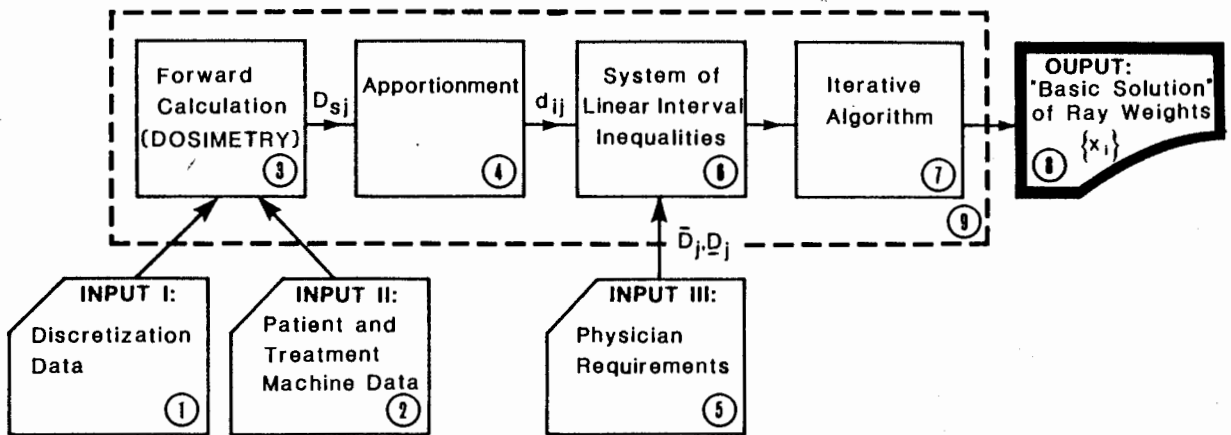 Forward
Calculation
(DOSIMETRY)
3
D_sj
Apportionment
4
d_ij
System of
Linear Interval
Inequalities
6
Iterative
Algorithm
7
9
OUPUT:
"Basic Solution"
of Ray Weights
{x_i}
8
D̄_j, D̲_j
INPUT I:
Discretization
Data
1
INPUT II:
Patient and
Treatment
Machine Data
2
INPUT III:
Physician
Requirements
5